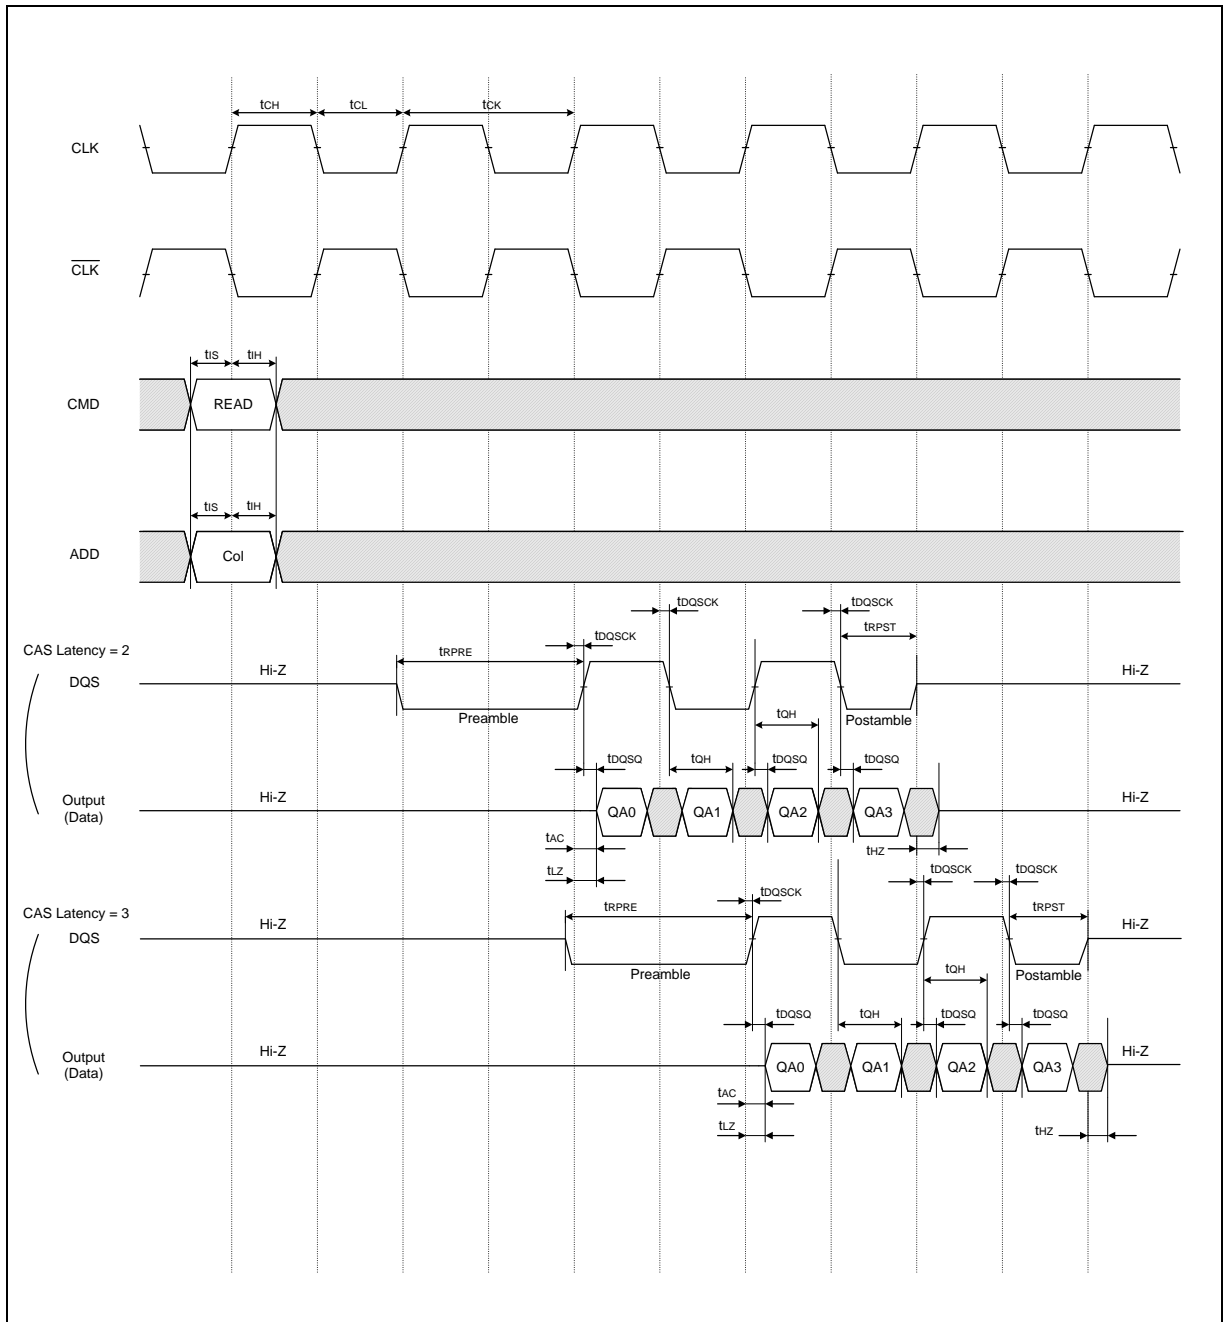 tCH tCL tCK
CLK
CLK
tIS tIH
CMD READ
tIS tIH
ADD Col
tDQSCK tDQSCK
tDQSCK tRPST
CAS Latency = 2 tRPRE
Hi-Z Hi-Z
DQS
Preamble tQH Postamble
tDQSQ tQH tDQSQ tDQSQ
Hi-Z Hi-Z
Output
(Data) QA0 QA1 QA2 QA3
tAC tHZ
tLZ tDQSCK tDQSCK
tDQSCK
CAS Latency = 3 tRPRE tRPST
Hi-Z Hi-Z
DQS
Preamble tQH Postamble
tDQSQ tQH tDQSQ tDQSQ
Hi-Z Hi-Z
Output
(Data) QA0 QA1 QA2 QA3
tAC
tLZ tHZ